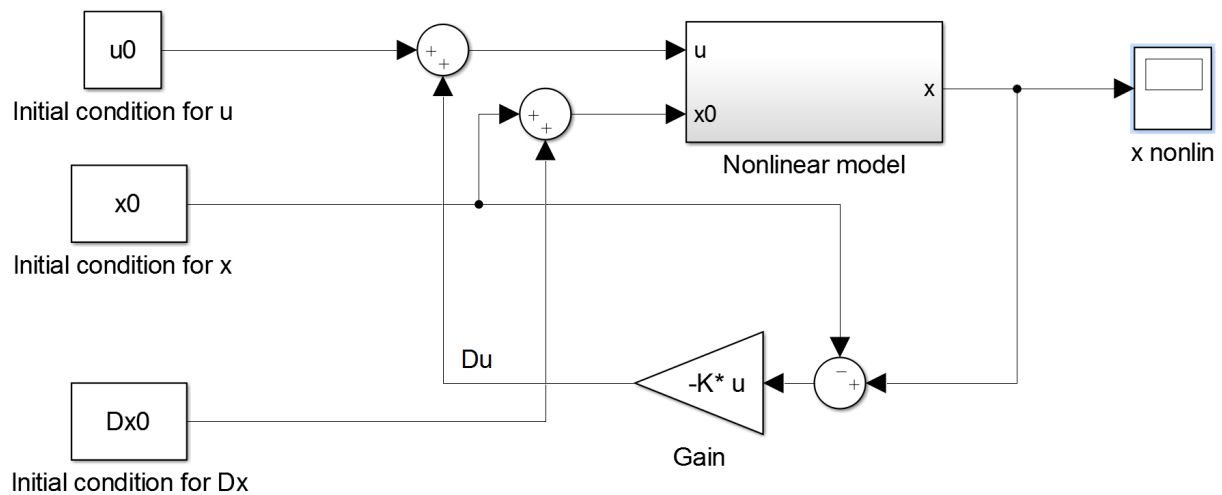 u0
Initial condition for u
+
+
u
x0
x
Nonlinear model
x nonlin
+
+
x0
Initial condition for x
Du
-K* u
Gain
−
+
Dx0
Initial condition for Dx